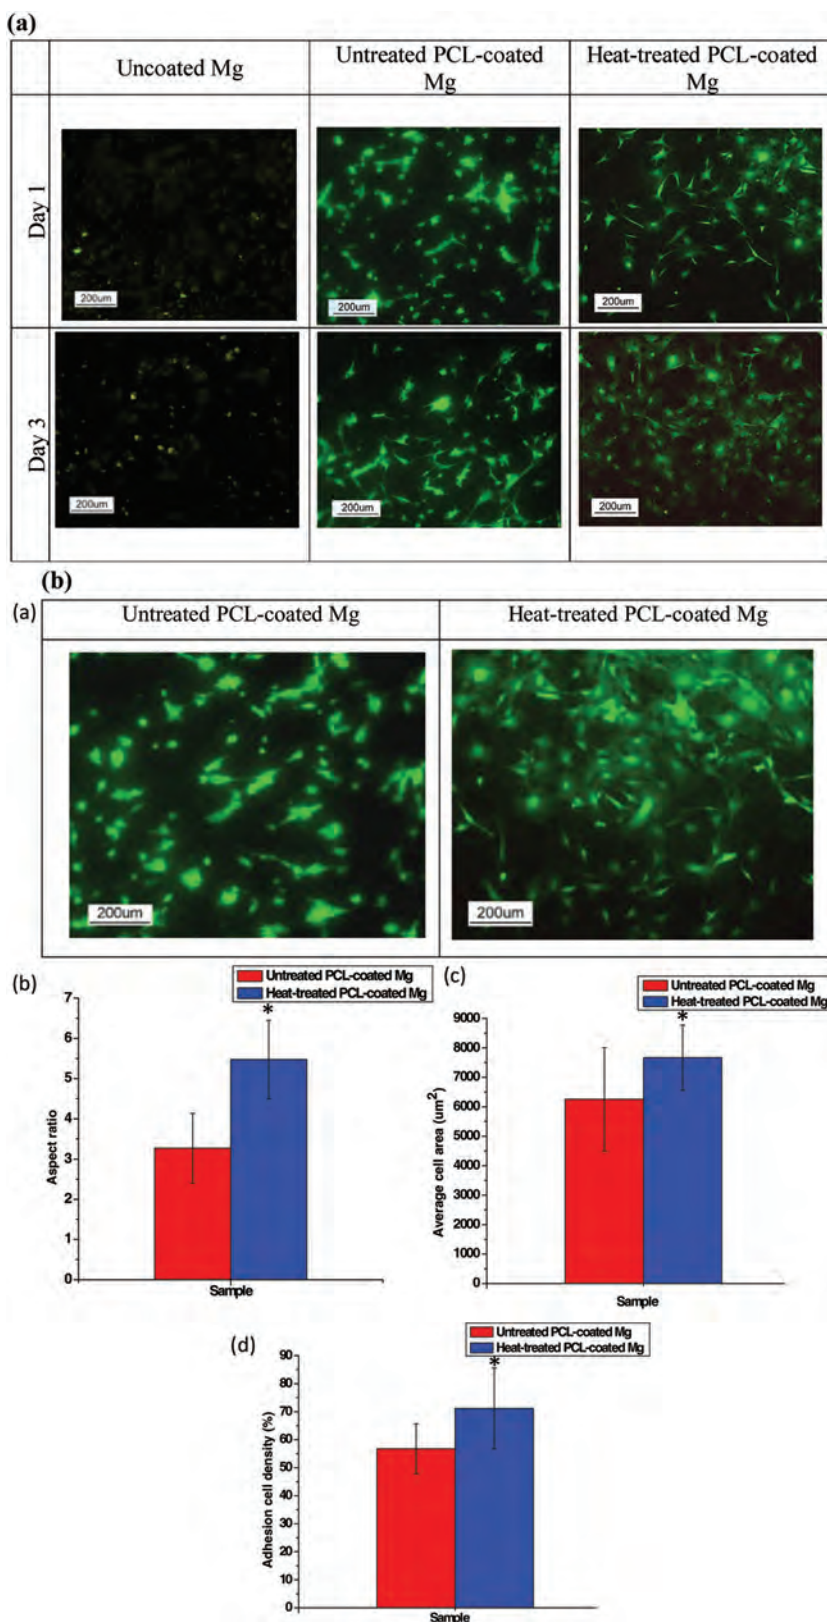 (a)
Uncoated Mg
Untreated PCL-coated
Mg
Heat-treated PCL-coated
Mg
Day 1
200um
200um
200um
Day 3
200um
200um
200um
(b)
(a)
Untreated PCL-coated Mg
Heat-treated PCL-coated Mg
200um
200um
(b)
Untreated PCL-coated Mg
Heat-treated PCL-coated Mg
*
7
6
5
4
3
2
1
0
Aspect ratio
Sample
(c)
Untreated PCL-coated Mg
Heat-treated PCL-coated Mg
*
9000
8000
7000
6000
5000
4000
3000
2000
1000
0
Average cell area (um²)
Sample
(d)
Untreated PCL-coated Mg
Heat-treated PCL-coated Mg
*
90
80
70
60
50
40
30
20
10
0
Adhesion cell density (%)
Sample